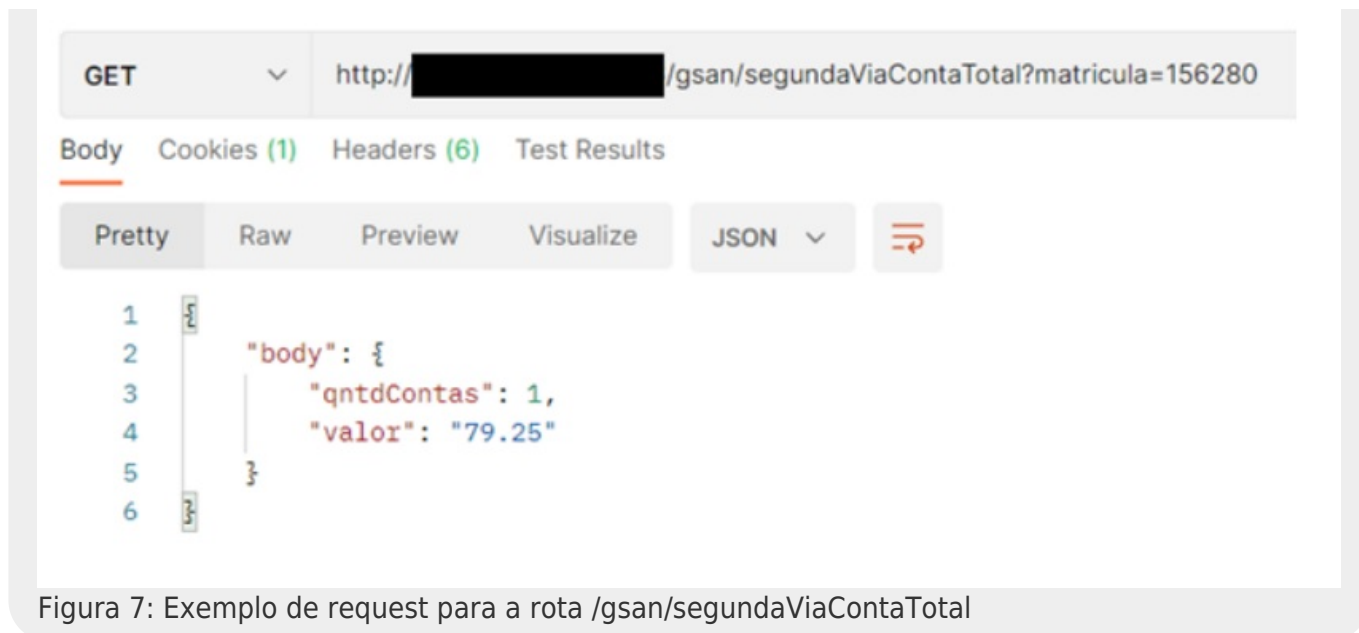 GET http:// /gsan/segundaViaContaTotal?matricula=156280
Body Cookies (1) Headers (6) Test Results
Pretty Raw Preview Visualize JSON
1 {
2 "body": {
3 "qntdContas": 1,
4 "valor": "79.25"
5 }
6 }
Figura 7: Exemplo de request para a rota /gsan/segundaViaContaTotal